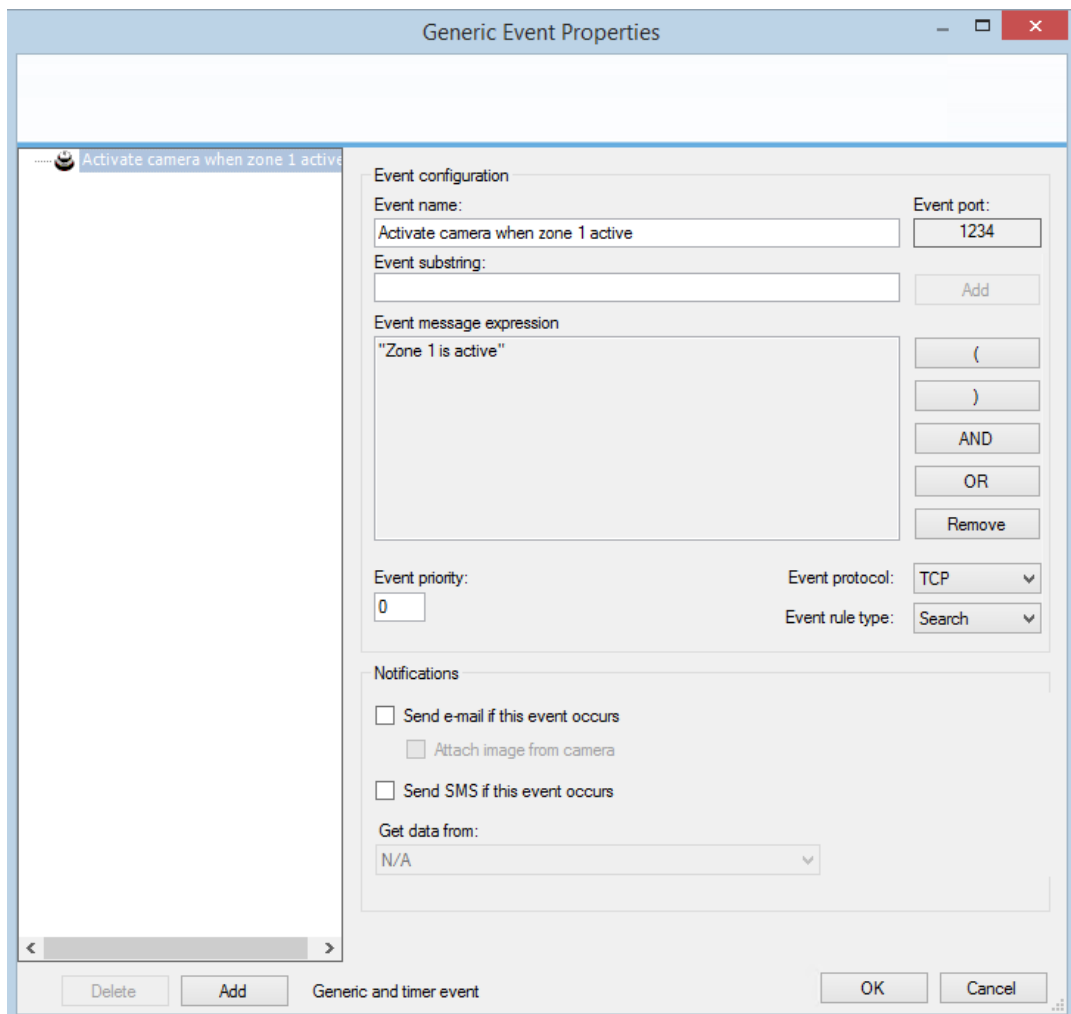 Generic Event Properties
Activate camera when zone 1 active
Event configuration
Event name:
Event port:
Activate camera when zone 1 active
1234
Event substring:
Add
Event message expression
"Zone 1 is active"
(
)
AND
OR
Remove
Event priority:
Event protocol:
TCP
0
Event rule type:
Search
Notifications
Send e-mail if this event occurs
Attach image from camera
Send SMS if this event occurs
Get data from:
N/A
Delete
Add
Generic and timer event
OK
Cancel